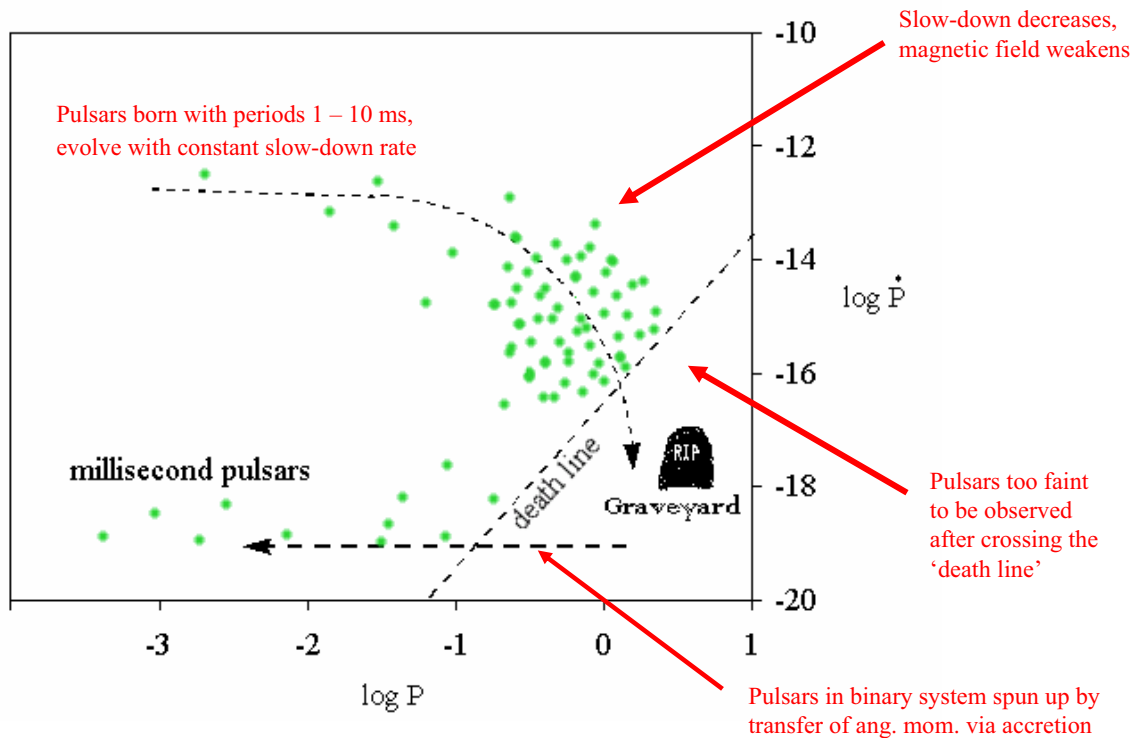 Slow-down decreases,
magnetic field weakens
Pulsars born with periods 1 – 10 ms,
evolve with constant slow-down rate
-10
-12
-14
log Ṗ
-16
-18
-20
millisecond pulsars
death line
RIP
Graveyard
Pulsars too faint
to be observed
after crossing the
‘death line’
-3 -2 -1 0 1
log P
Pulsars in binary system spun up by
transfer of ang. mom. via accretion